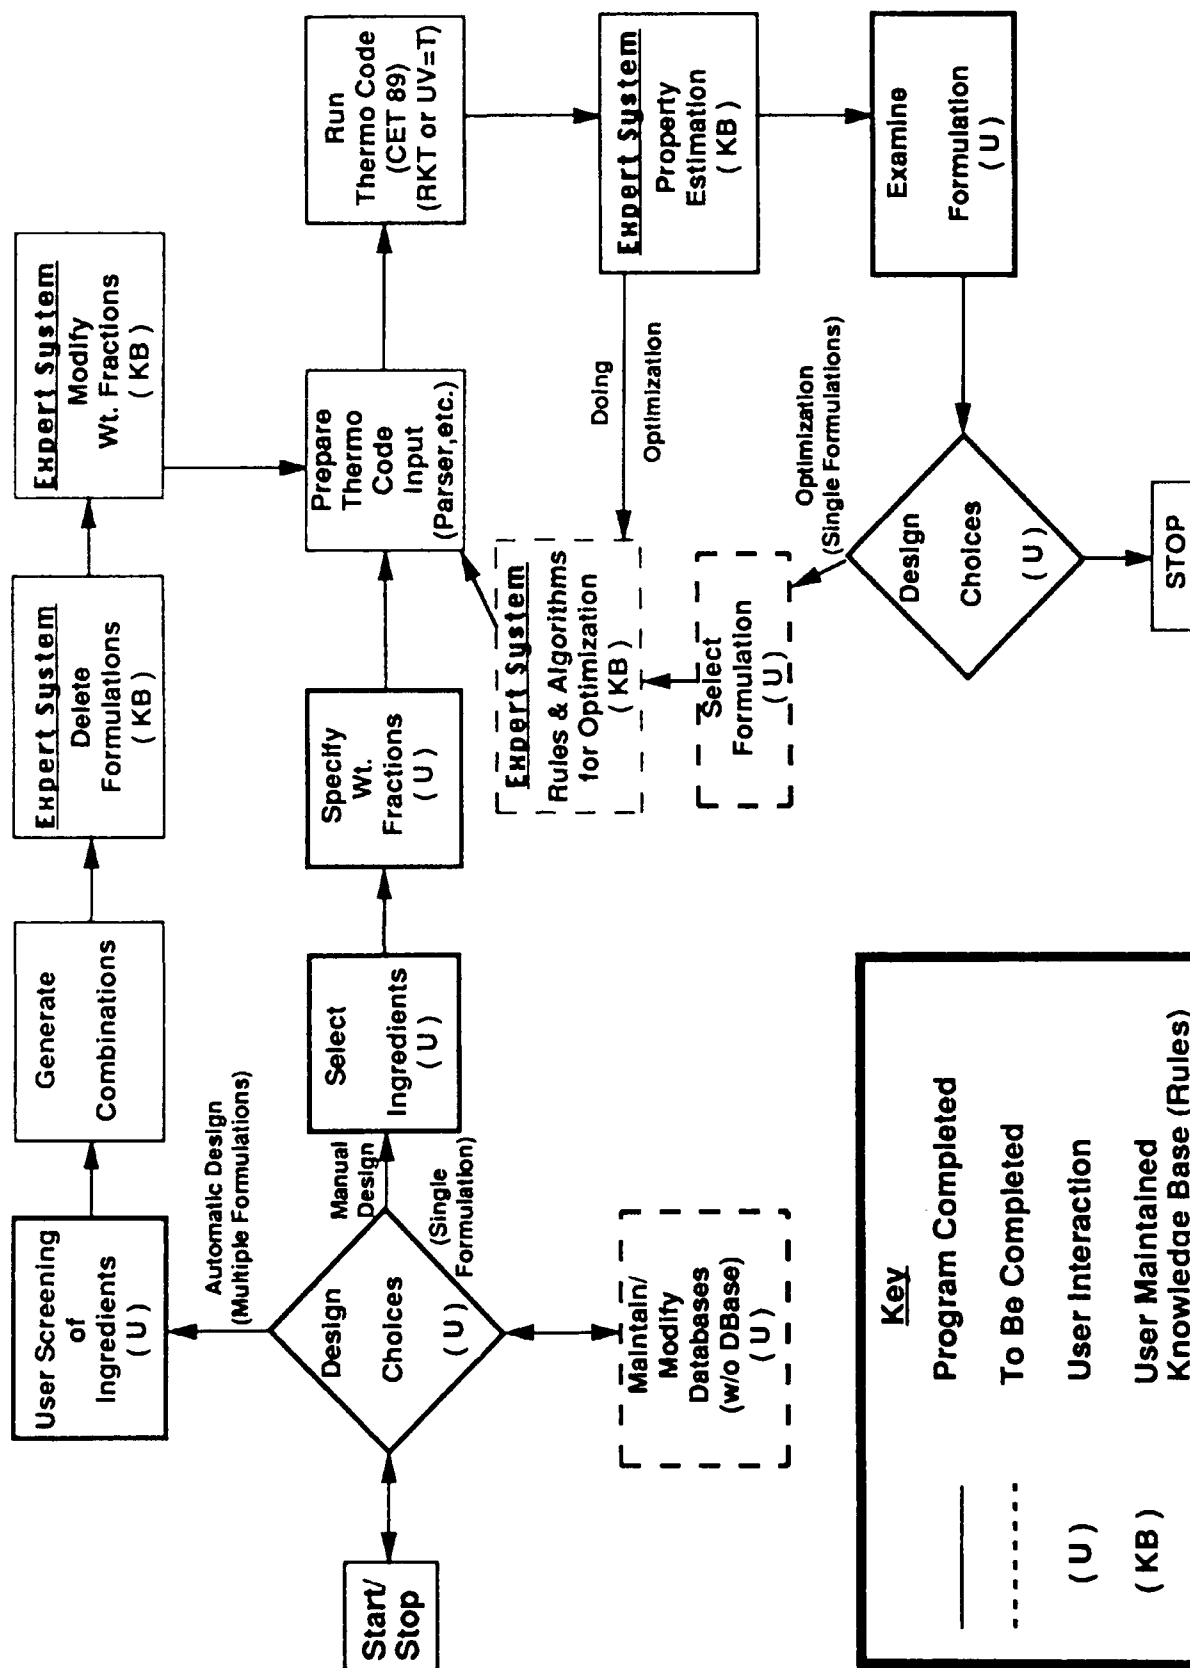 User Screening
of
Ingredients
( U )
Generate
Combinations
Expert System
Delete
Formulations
( KB )
Expert System
Modify
Wt. Fractions
( KB )
Automatic Design
(Multiple Formulations)
Start/
Stop
Design
Choices
( U )
Manual
Design
(Single
Formulation)
Select
Ingredients
( U )
Specify
Wt.
Fractions
( U )
Prepare
Thermo
Code
Input
(Parser,etc.)
Run
Thermo Code
(CET 89)
(RKT or UV=T)
Maintain/
Modify
Databases
(w/o DBase)
( U )
Expert System
Rules & Algorithms
for Optimization
( KB )
Doing
Optimization
Expert System
Property
Estimation
( KB )
Select
Formulation
( U )
Optimization
(Single Formulations)
Design
Choices
( U )
Examine
Formulation
( U )
STOP
Key
Program Completed
To Be Completed
( U ) User Interaction
( KB ) User Maintained
Knowledge Base (Rules)